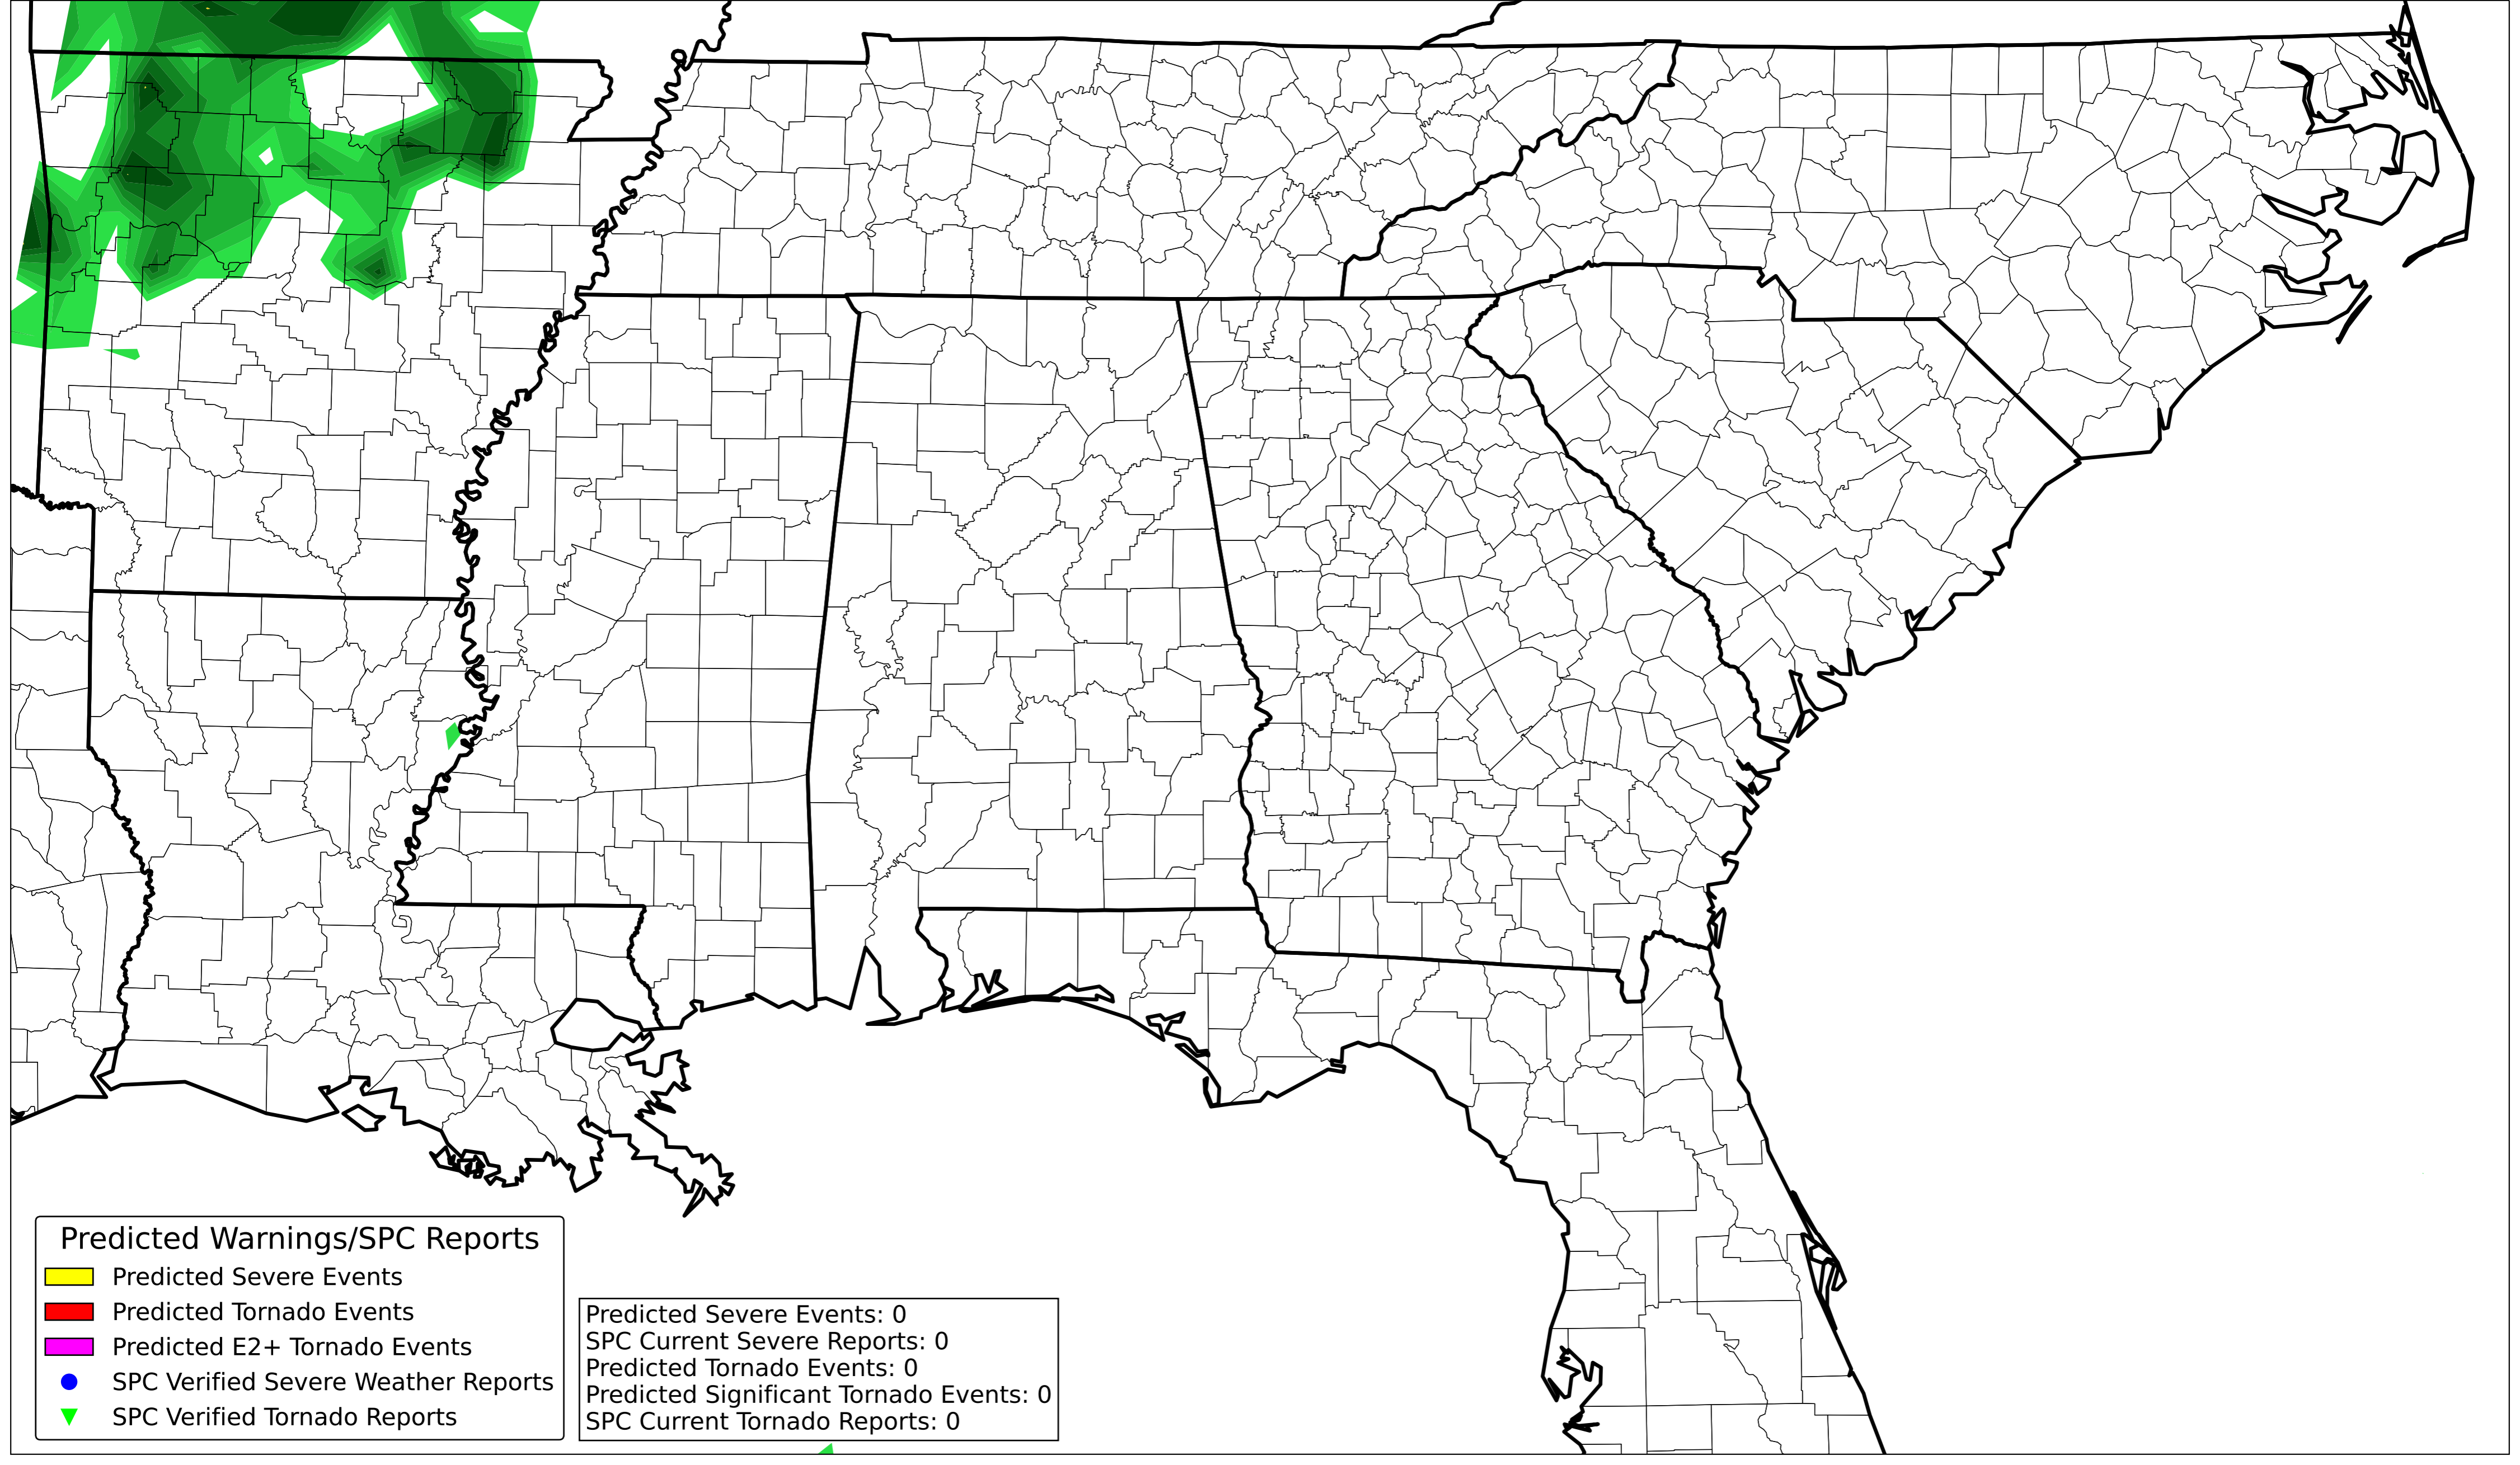 Predicted Warnings/SPC Reports
Predicted Severe Events
Predicted Tornado Events
Predicted E2+ Tornado Events
SPC Verified Severe Weather Reports
SPC Verified Tornado Reports
Predicted Severe Events: 0
SPC Current Severe Reports: 0
Predicted Tornado Events: 0
Predicted Significant Tornado Events: 0
SPC Current Tornado Reports: 0